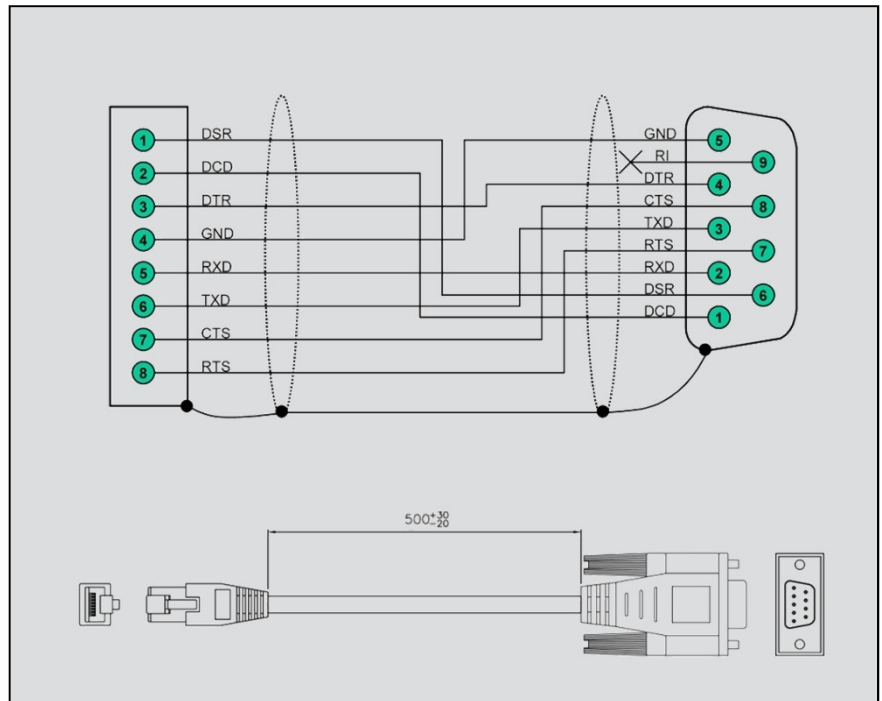 1 DSR
2 DCD
3 DTR
4 GND
5 RXD
6 TXD
7 CTS
8 RTS
GND 5
RI 9
DTR 4
CTS 8
TXD 3
RTS 7
RXD 2
DSR 6
DCD 1
500+30-20